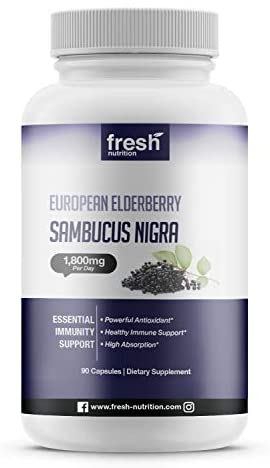 fresh
nutrition
EUROPEAN ELDERBERRY
SAMBUCUS NIGRA
1,800mg
Per Day
ESSENTIAL
IMMUNITY
SUPPORT
• Powerful Antioxidant*
• Healthy Immune Support*
• High Absorption*
90 Capsules | Dietary Supplement
www.fresh-nutrition.com